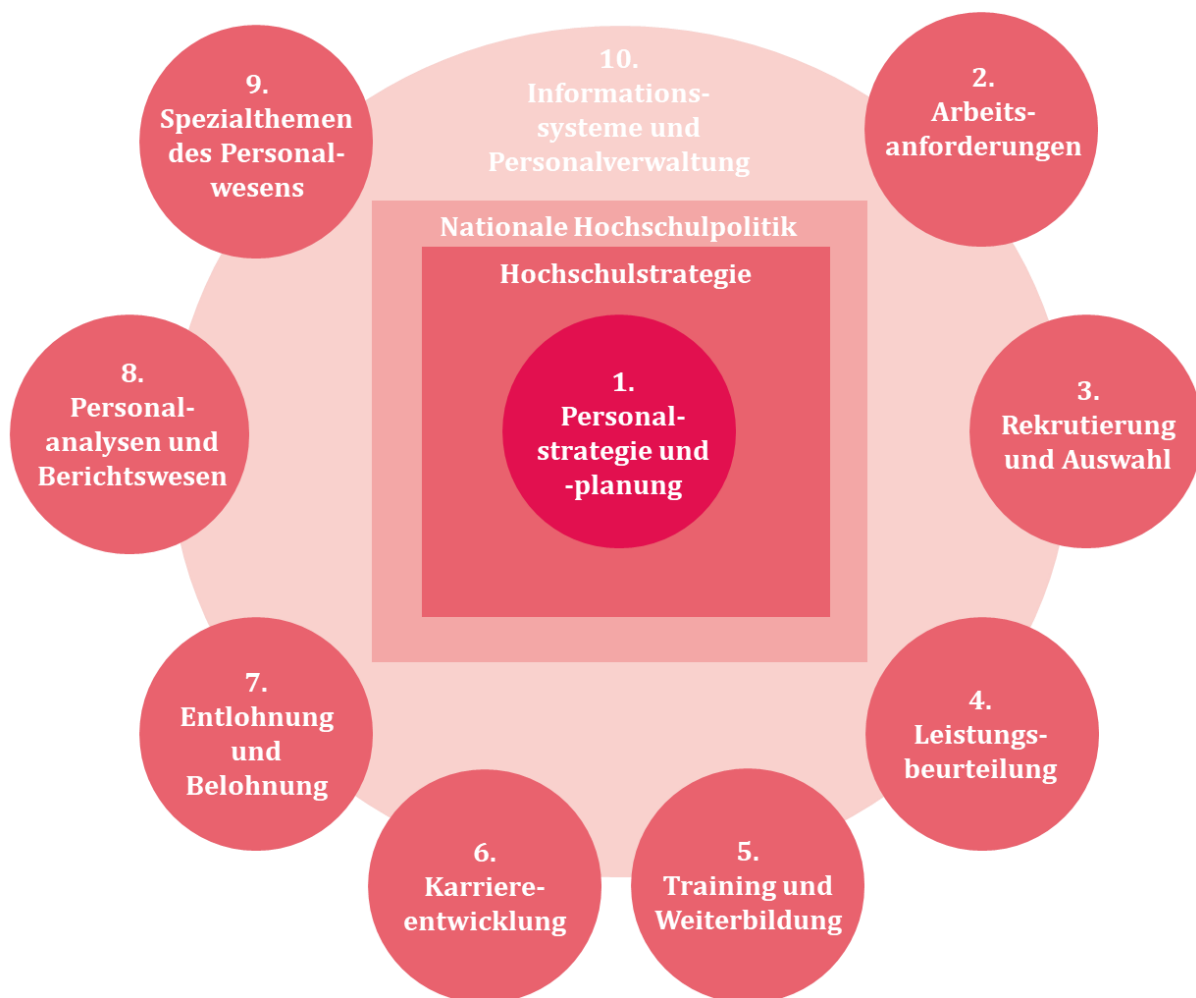 10.
Informations-
systeme und
Personalverwaltung
Nationale Hochschulpolitik
Hochschulstrategie
1.
Personal-
strategie und
-planung
2.
Arbeits-
anforderungen
3.
Rekrutierung
und Auswahl
4.
Leistungs-
beurteilung
5.
Training und
Weiterbildung
6.
Karriere-
entwicklung
7.
Entlohnung
und
Belohnung
8.
Personal-
analysen und
Berichtswesen
9.
Spezialthemen
des Personal-
wesens